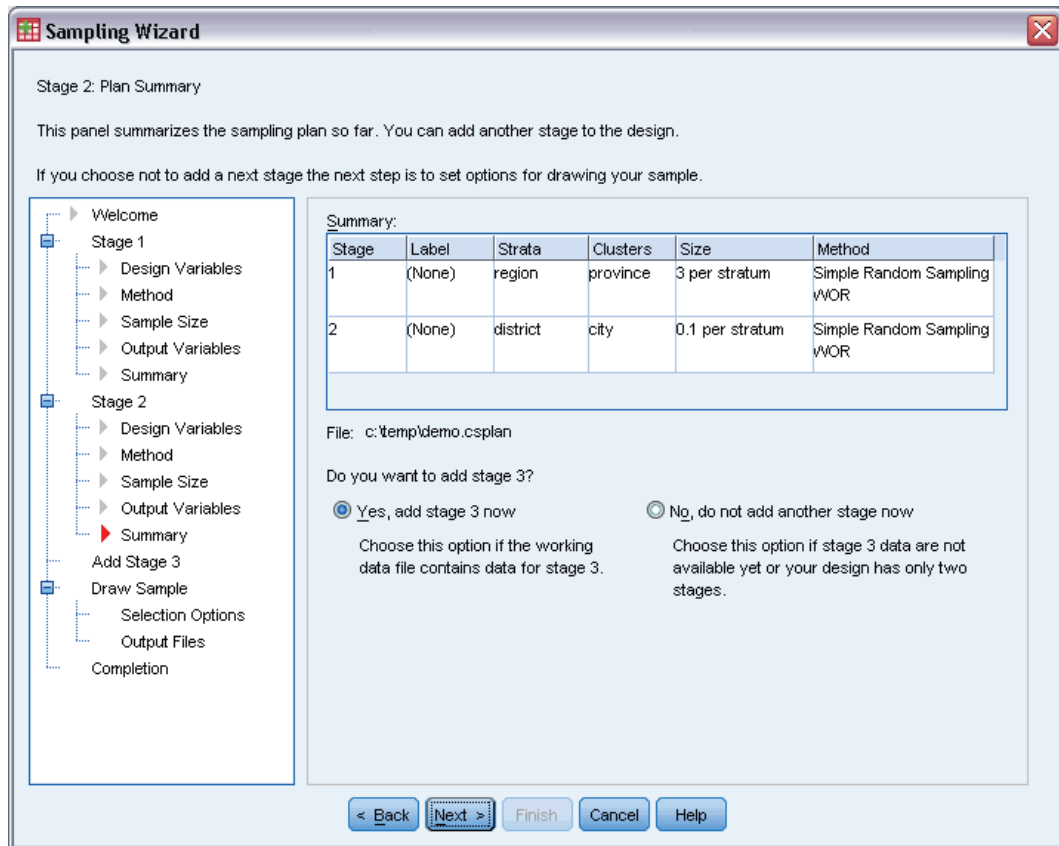 Sampling Wizard
Stage 2: Plan Summary
This panel summarizes the sampling plan so far. You can add another stage to the design.
If you choose not to add a next stage the next step is to set options for drawing your sample.
Welcome
Stage 1
Design Variables
Method
Sample Size
Output Variables
Summary
Stage 2
Design Variables
Method
Sample Size
Output Variables
Summary
Add Stage 3
Draw Sample
Selection Options
Output Files
Completion
Summary:
Stage Label Strata Clusters Size Method
1 (None) region province 3 per stratum Simple Random Sampling
WOR
2 (None) district city 0.1 per stratum Simple Random Sampling
WOR
File: c:\temp\demo.csplan
Do you want to add stage 3?
Yes, add stage 3 now
Choose this option if the working
data file contains data for stage 3.
No, do not add another stage now
Choose this option if stage 3 data are not
available yet or your design has only two
stages.
< Back Next > Finish Cancel Help